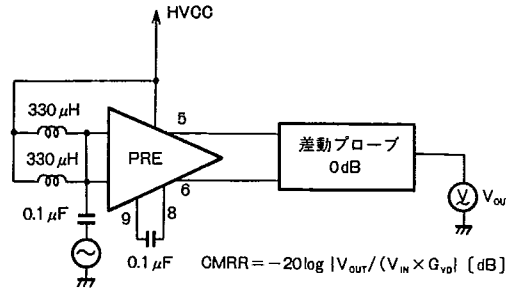 HVCC
330 μH
5
PRE
差動プローブ
0dB
330 μH
6
V
V_OU
0.1 μF
9
8
0.1 μF
CMRR=−20log |V_OUT/(V_IN×G_VD)| [dB]